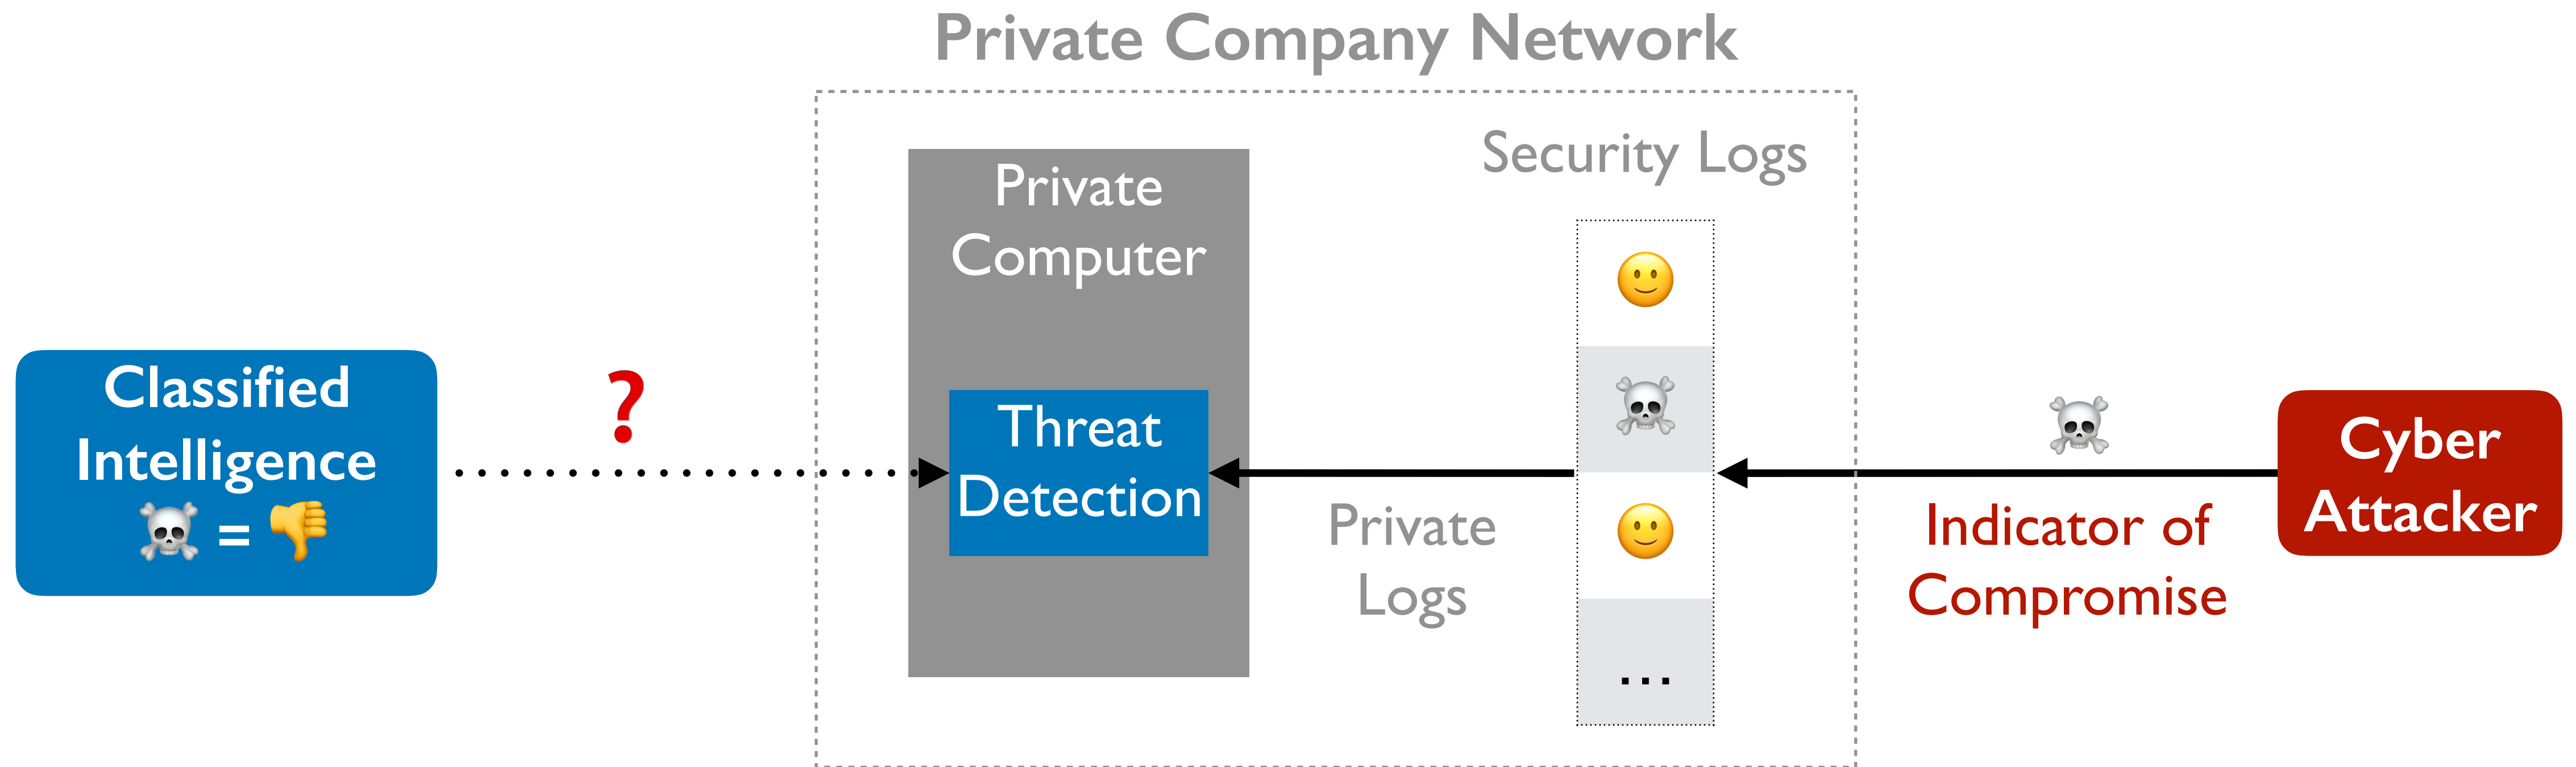 Private Company Network
Security Logs
Private
Computer
Classified
Intelligence
☠️ = 👎
?
Threat
Detection
Private
Logs
...
Indicator of
Compromise
Cyber
Attacker